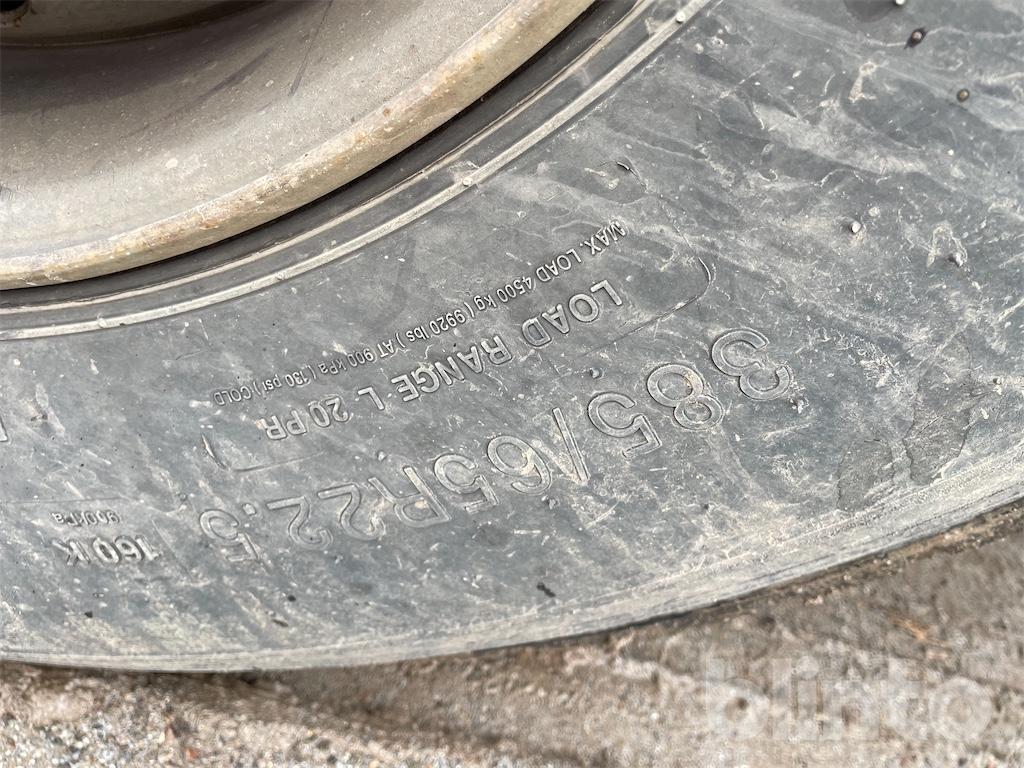 385/65R22.5
LOAD RANGE L 20 PR
MAX. LOAD 4500 kg ( 9920 lbs ) AT 900 kPa (130 psi) COLD
160 K
900kPa
blinto